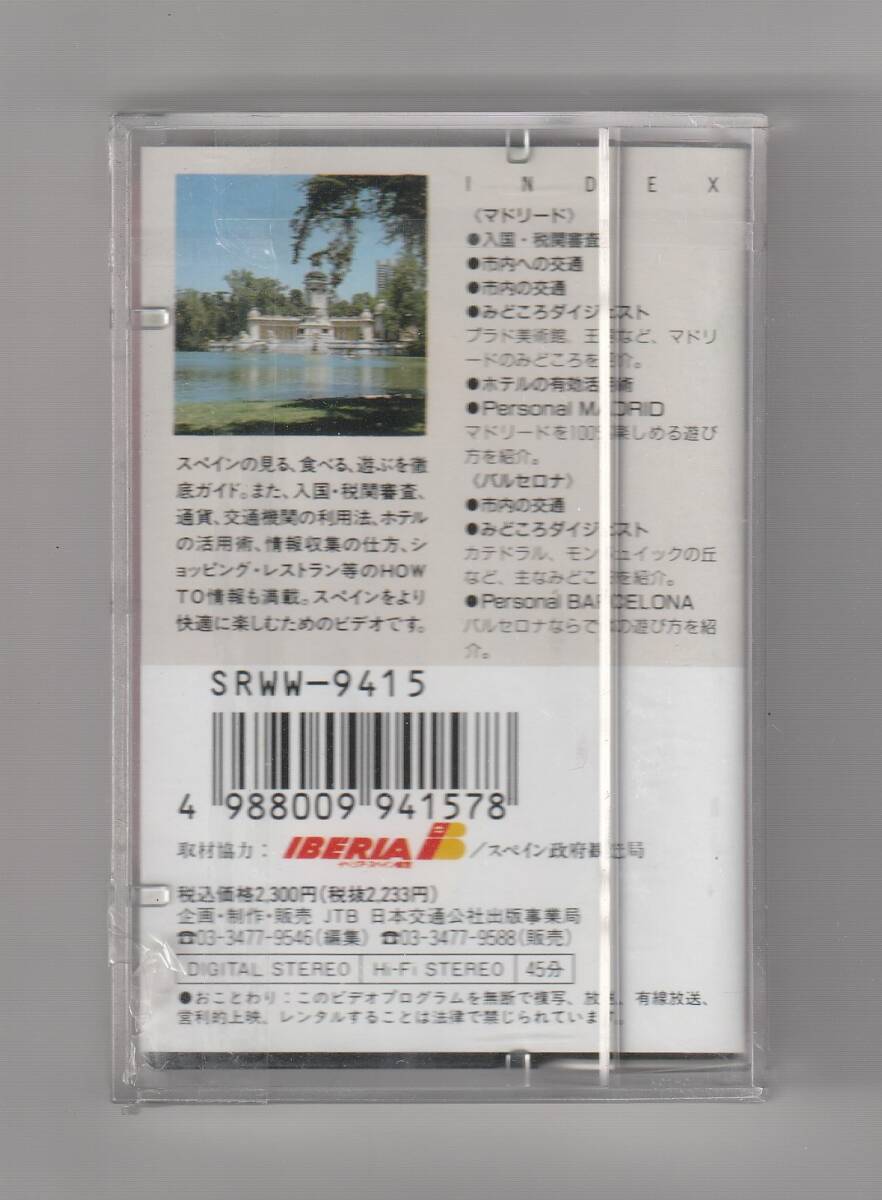 INDEX
《マドリード》
●入国・税関審査
●市内への交通
●市内の交通
●みどころダイジェスト
プラド美術館、王宮など、マドリ
ードのみどころを紹介。
●ホテルの有効活用術
●Personal MADRID
マドリードを100%楽しめる遊び
方を紹介。
《バルセロナ》
●市内の交通
●みどころダイジェスト
カテドラル、モンジュイックの丘
など、主なみどころを紹介。
●Personal BARCELONA
バルセロナならではの遊び方を紹
介。
スペインの見る、食べる、遊ぶを徹
底ガイド。また、入国・税関審査、
通貨、交通機関の利用法、ホテル
の活用術、情報収集の仕方、ショ
ョッピング・レストラン等のHOW
TO情報も満載。スペインをより
快適に楽しむためのビデオです。
SRWW-9415
4 988009 941578
取材協力： IBERIA イベリア・スペイン航空 /スペイン政府観光局
税込価格2,300円(税抜2,233円)
企画・制作・販売 JTB 日本交通公社出版事業局
☎03-3477-9546(編集) ☎03-3477-9588(販売)
DIGITAL STEREO Hi-Fi STEREO 45分
●おことわり：このビデオプログラムを無断で複写、放送、有線放送、
営利的上映、レンタルすることは法律で禁じられています。